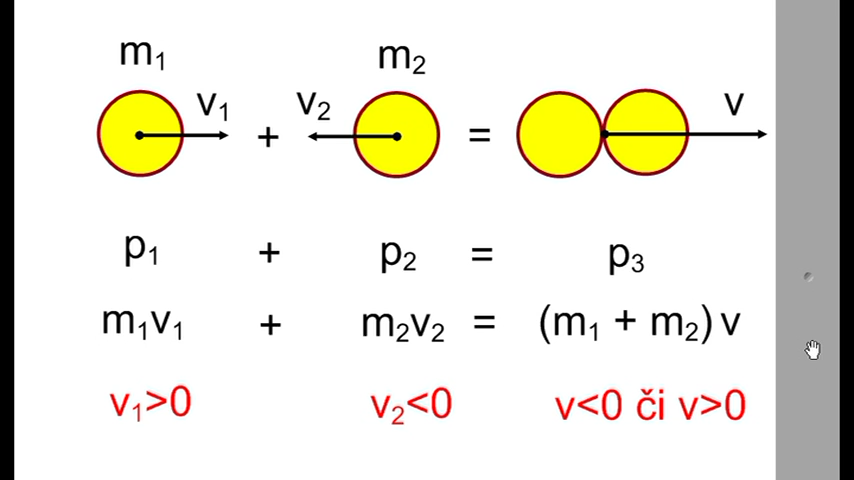 m₁ m₂
v₁ + v₂ = v
p₁ + p₂ = p₃
m₁v₁ + m₂v₂ = (m₁ + m₂) v
v₁>0 v₂<0 v<0 či v>0